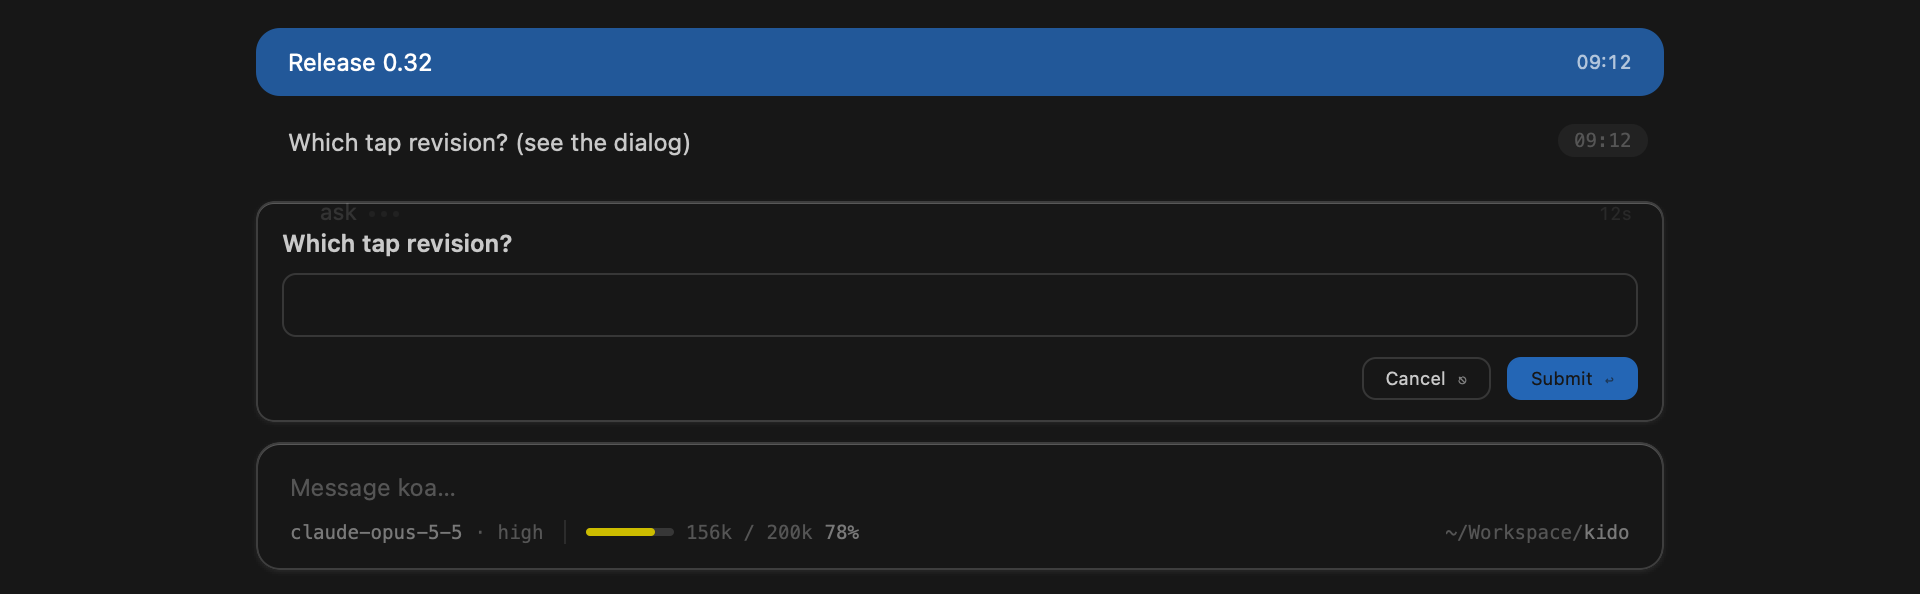 Release 0.32 09:12
Which tap revision? (see the dialog) 09:12
ask ••• 12s
Which tap revision?
Cancel Submit
Message koa...
claude-opus-5-5 · high 156k / 200k 78% ~/Workspace/kido